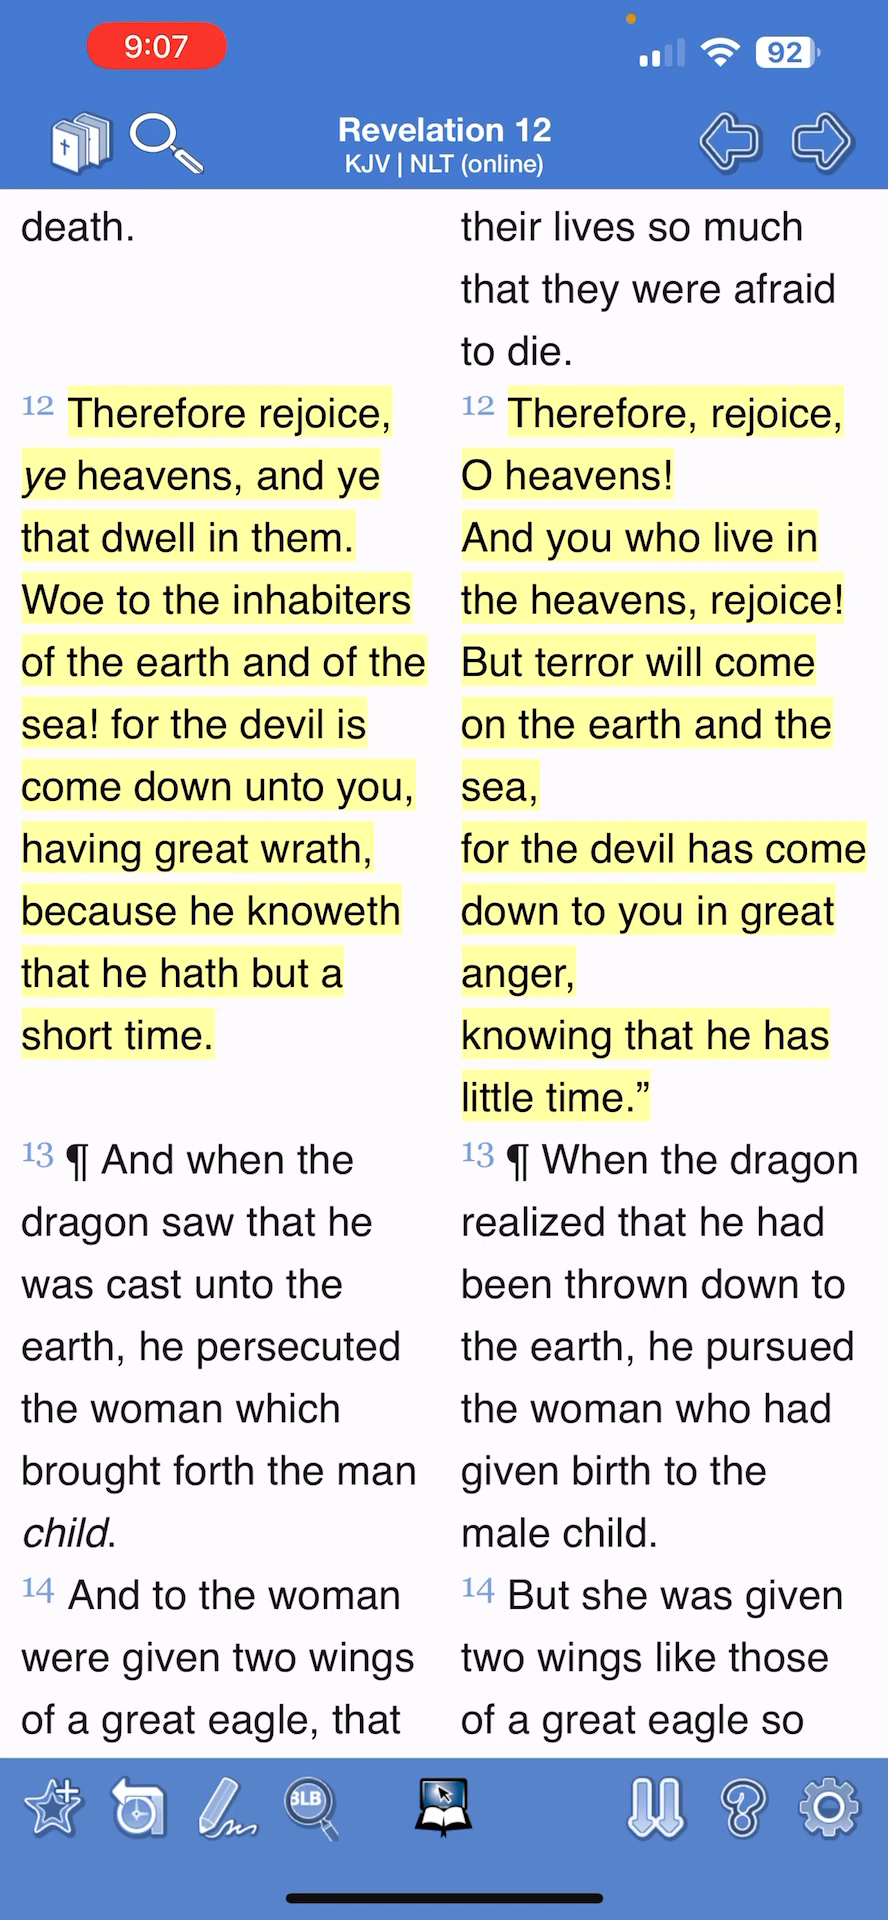 9:07
92
Revelation 12
KJV | NLT (online)
death.
12 Therefore rejoice,
ye heavens, and ye
that dwell in them.
Woe to the inhabiters
of the earth and of the
sea! for the devil is
come down unto you,
having great wrath,
because he knoweth
that he hath but a
short time.
13 ¶ And when the
dragon saw that he
was cast unto the
earth, he persecuted
the woman which
brought forth the man
child.
14 And to the woman
were given two wings
of a great eagle, that
their lives so much
that they were afraid
to die.
12 Therefore, rejoice,
O heavens!
And you who live in
the heavens, rejoice!
But terror will come
on the earth and the
sea,
for the devil has come
down to you in great
anger,
knowing that he has
little time.”
13 ¶ When the dragon
realized that he had
been thrown down to
the earth, he pursued
the woman who had
given birth to the
male child.
14 But she was given
two wings like those
of a great eagle so
BLB